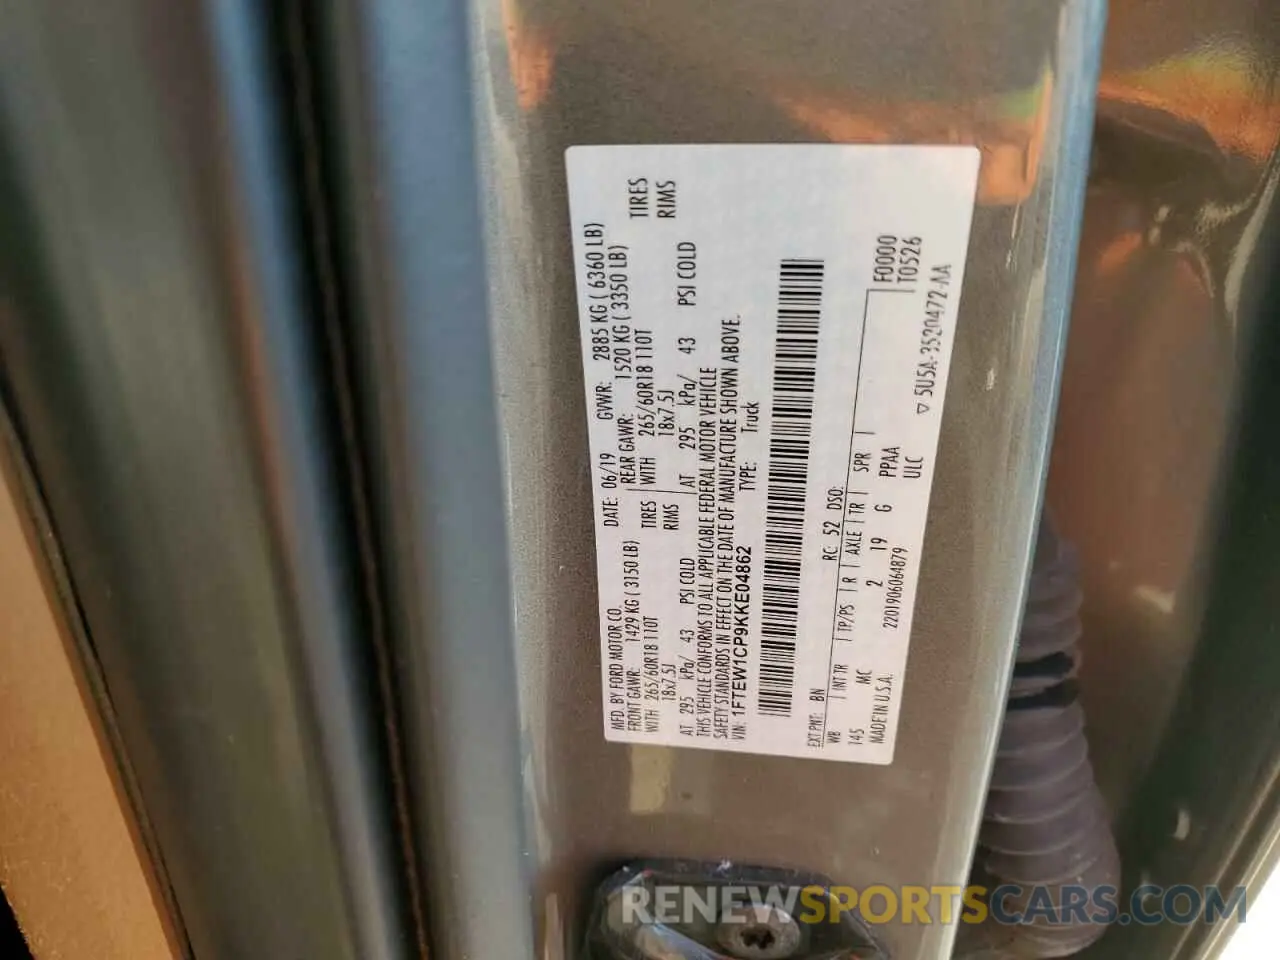 MFD. BY FORD MOTOR CO. DATE: 06/19 GVWR: 2885 KG ( 6360 LB)
FRONT GAWR: 1429 KG ( 3150 LB) REAR GAWR: 1520 KG ( 3350 LB)
WITH 265/60R18 110T TIRES WITH 265/60R18 110T TIRES
18x7.5J RIMS 18x7.5J RIMS
AT 295 kPa/ 43 PSI COLD AT 295 kPa/ 43 PSI COLD
THIS VEHICLE CONFORMS TO ALL APPLICABLE FEDERAL MOTOR VEHICLE
SAFETY STANDARDS IN EFFECT ON THE DATE OF MANUFACTURE SHOWN ABOVE.
VIN: 1FTEW1CP9KKE04862 TYPE: Truck
EXT PNT: BN RC: 52 DSO:
WB INT TR TP/PS R AXLE TR SPR F0000
145 MC 2 19 G PPAA T0526
MADE IN U.S.A. 2201906064879 ULC
5U5A-3520472-AA
RENEWSPORTSCARS.COM